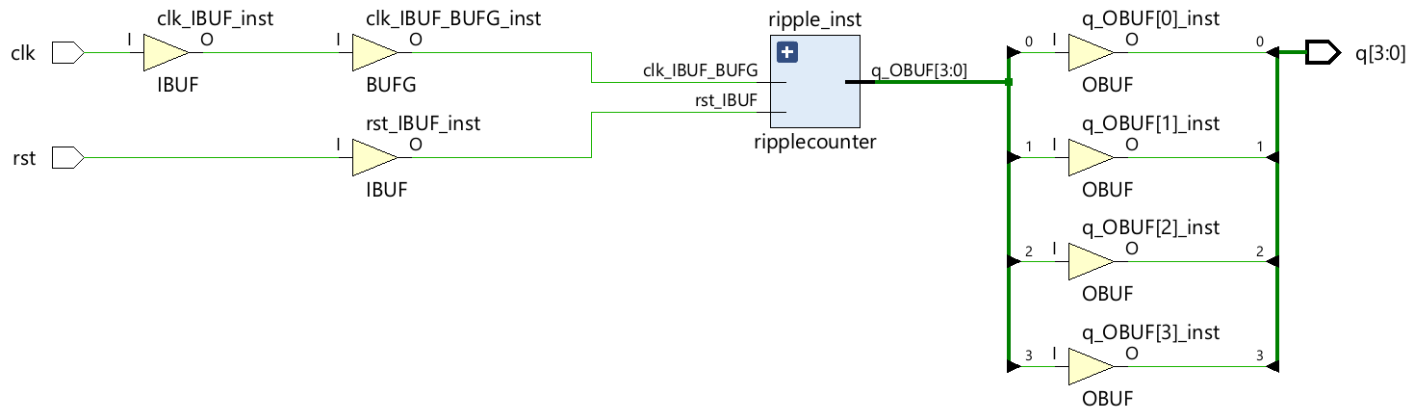 clk_IBUF_inst
clk_IBUF_BUFG_inst
ripple_inst
q_OBUF[0]_inst
clk
I
O
I
O
+
0
I
O
0
q[3:0]
IBUF
BUFG
clk_IBUF_BUFG
q_OBUF[3:0]
OBUF
rst_IBUF
rst_IBUF_inst
ripplecounter
q_OBUF[1]_inst
rst
I
O
1
I
O
1
IBUF
OBUF
q_OBUF[2]_inst
2
I
O
2
OBUF
q_OBUF[3]_inst
3
I
O
3
OBUF